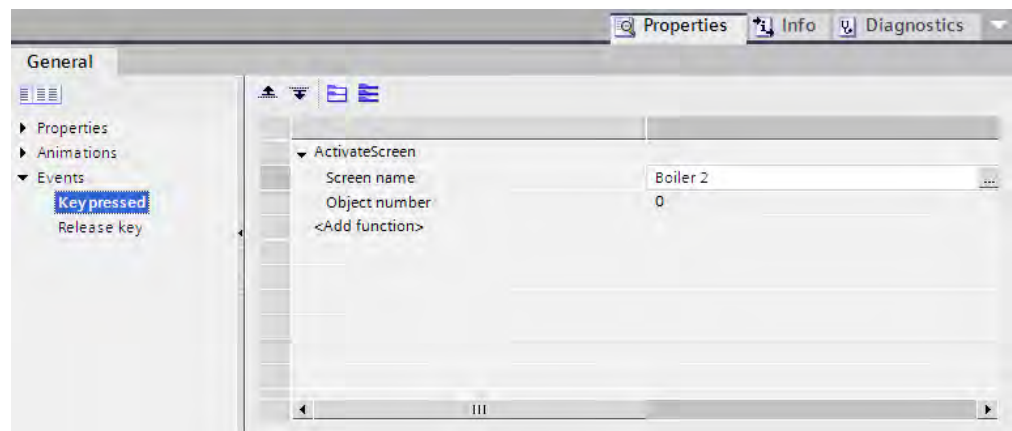 Properties Info Diagnostics
General
Properties
Animations
Events
Key pressed
Release key
ActivateScreen
Screen name Boiler 2 ...
Object number 0
<Add function>